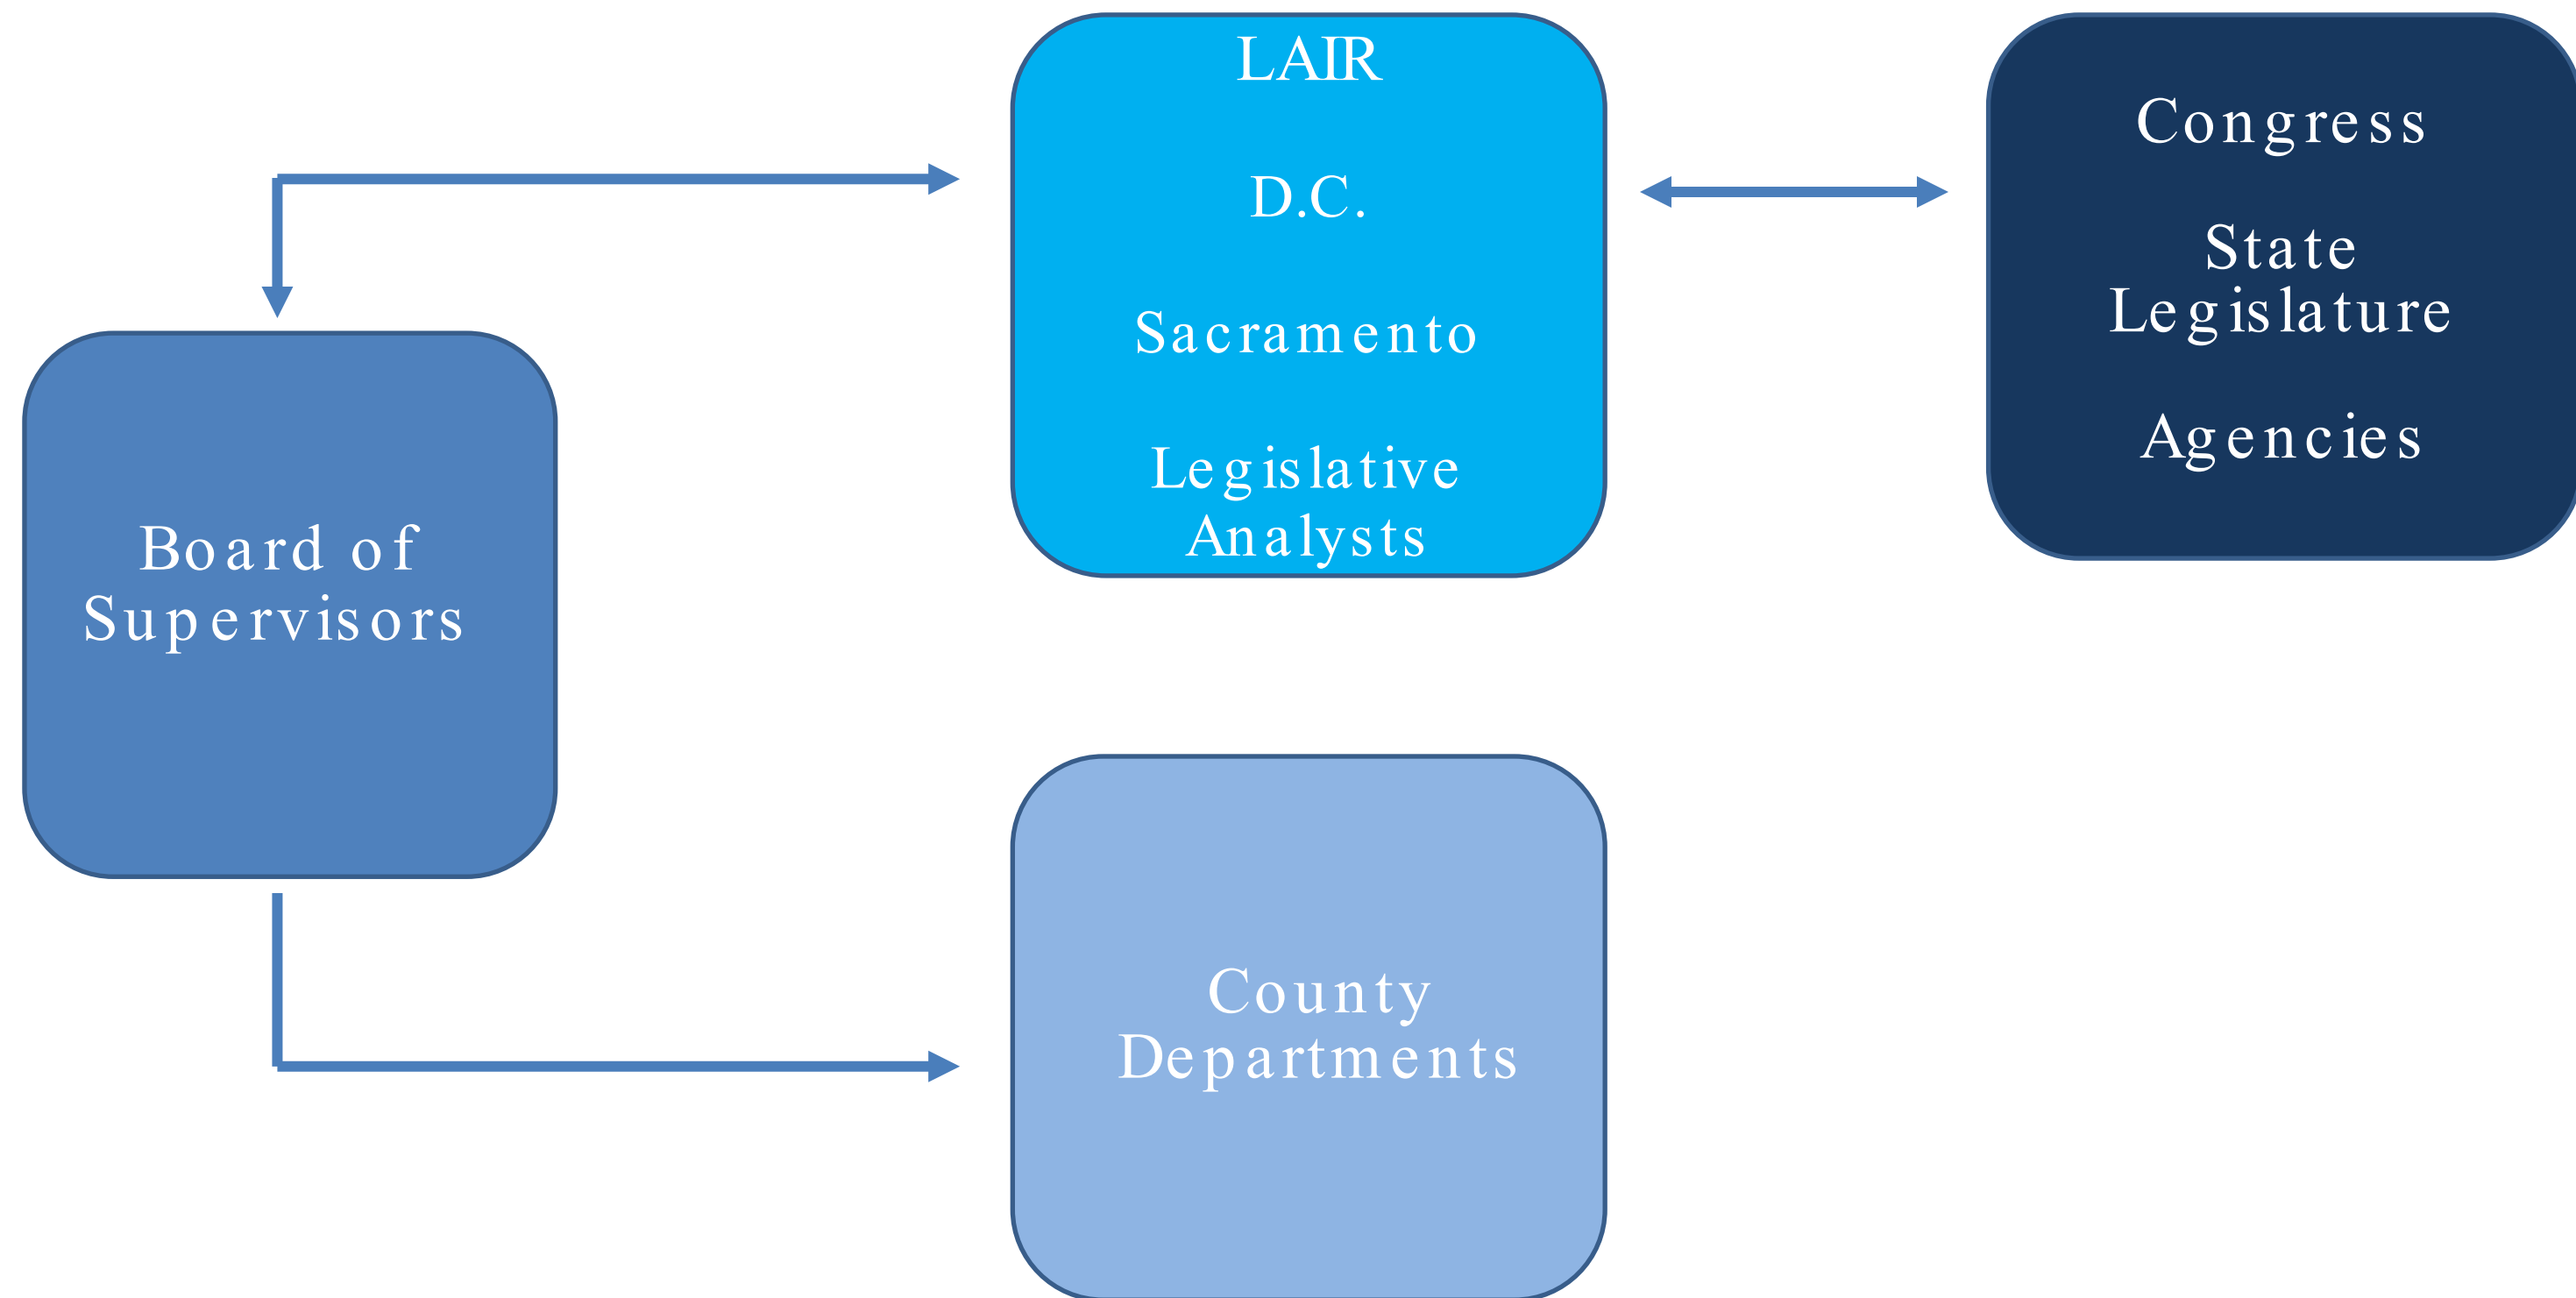 LAIR
D.C.
Sacramento
Legislative
Analysts
Congress
State
Legislature
Agencies
Board of
Supervisors
County
Departments